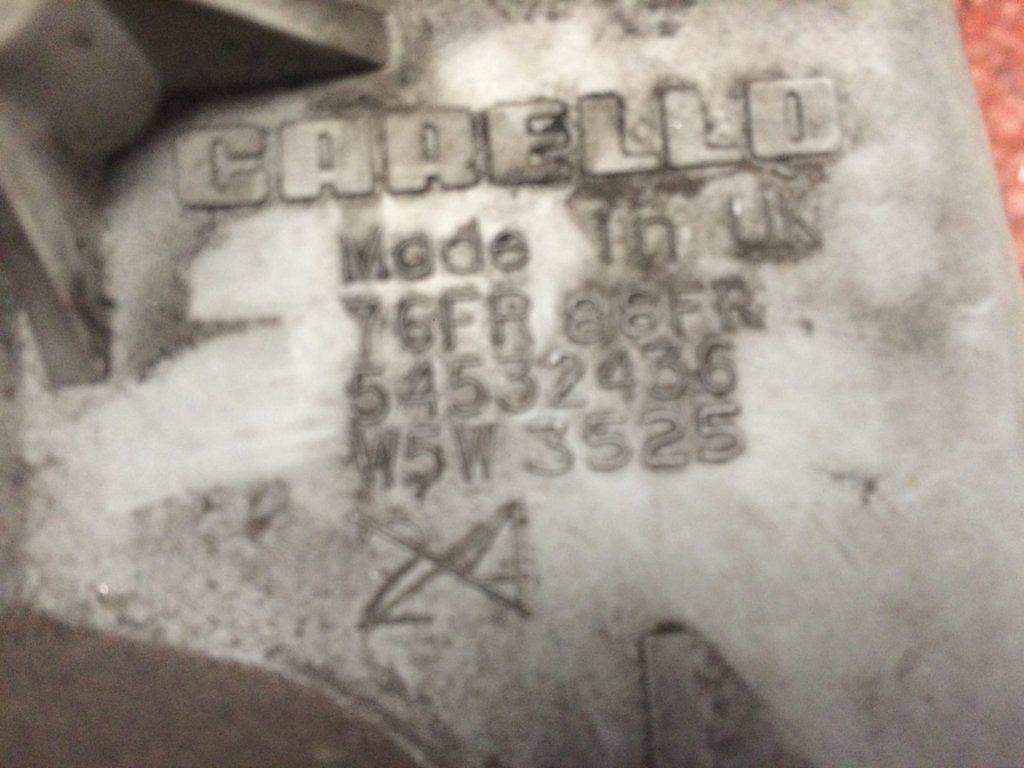 CARELLO
Made In UK
76FR 86FR
54532436
W5W 3525